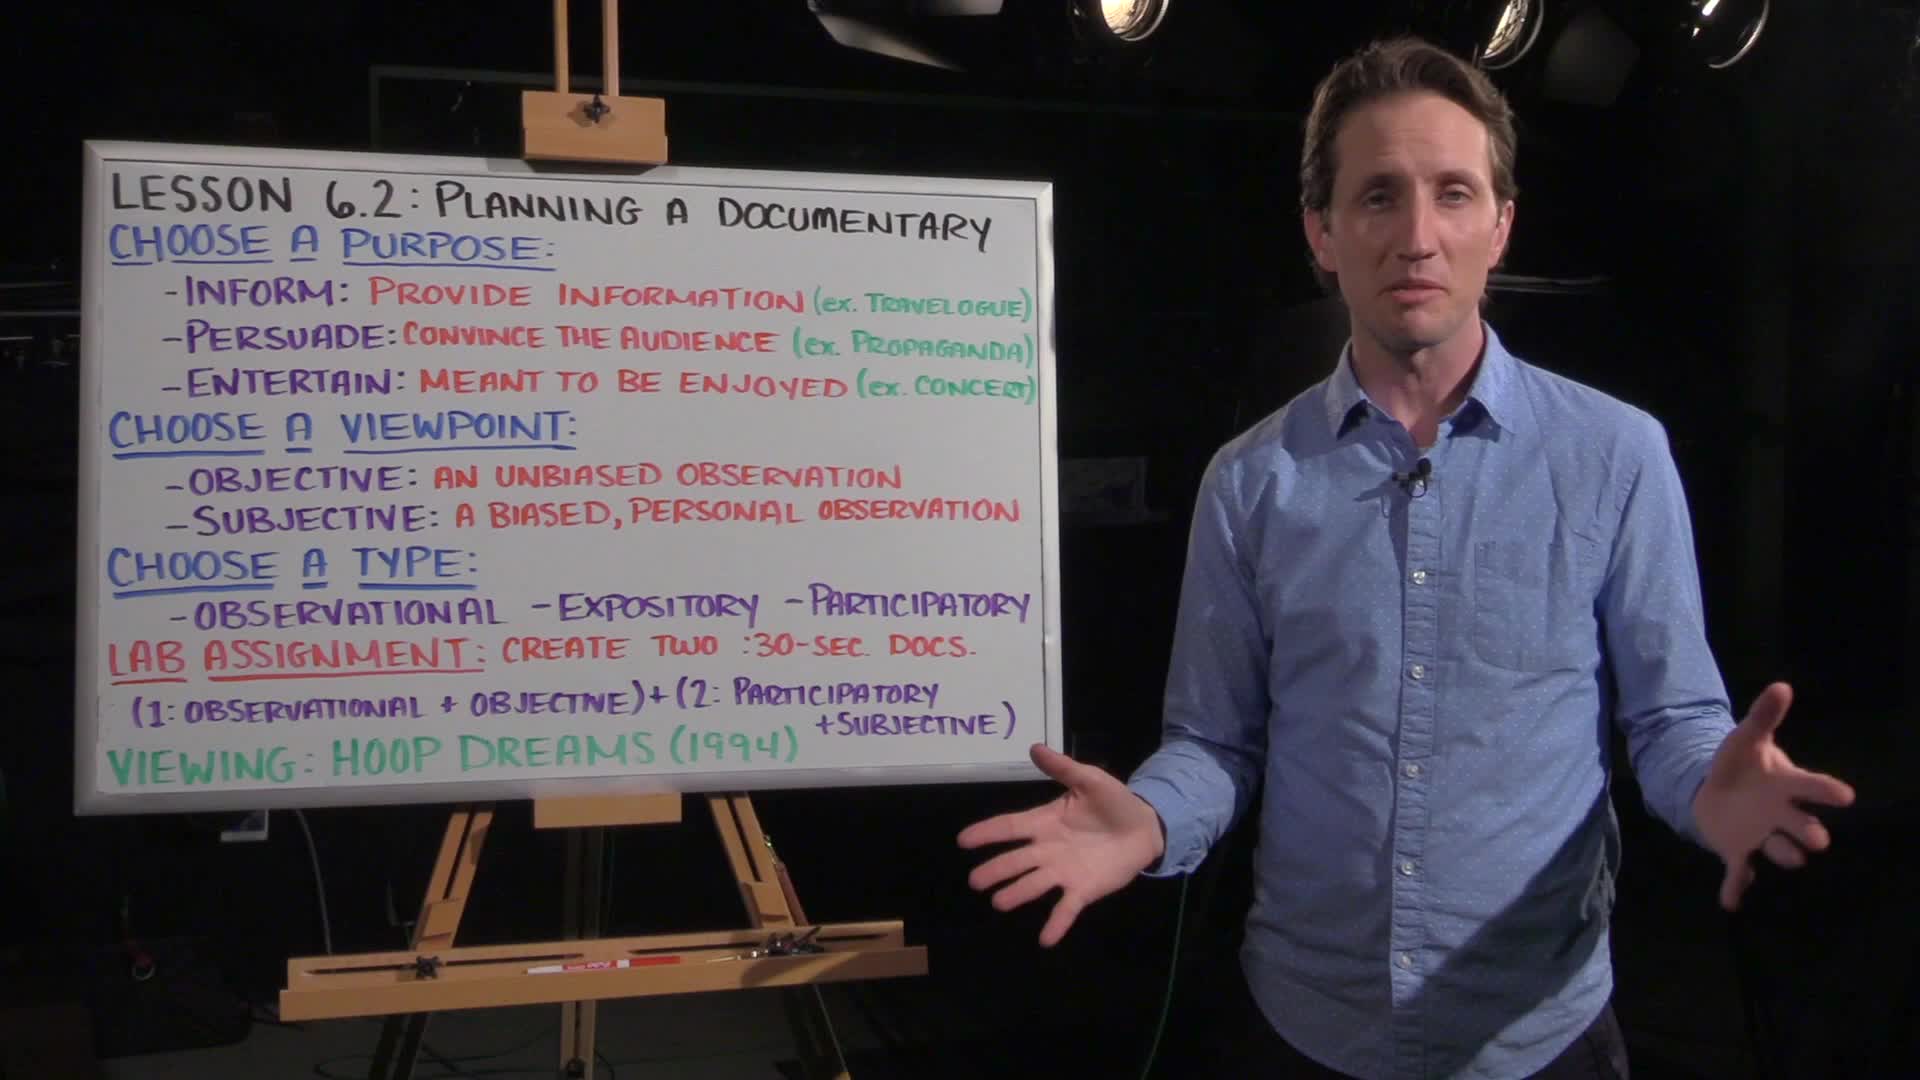 LESSON 6.2: PLANNING A DOCUMENTARY
CHOOSE A PURPOSE:
-INFORM: PROVIDE INFORMATION (ex. TRAVELOGUE)
-PERSUADE: CONVINCE THE AUDIENCE (ex. PROPAGANDA)
-ENTERTAIN: MEANT TO BE ENJOYED (ex. CONCERT)
CHOOSE A VIEWPOINT:
-OBJECTIVE: AN UNBIASED OBSERVATION
-SUBJECTIVE: A BIASED, PERSONAL OBSERVATION
CHOOSE A TYPE:
-OBSERVATIONAL -EXPOSITORY -PARTICIPATORY
LAB ASSIGNMENT: CREATE TWO :30-SEC. DOCS.
(1: OBSERVATIONAL + OBJECTIVE) + (2: PARTICIPATORY
+SUBJECTIVE)
VIEWING: HOOP DREAMS (1994)